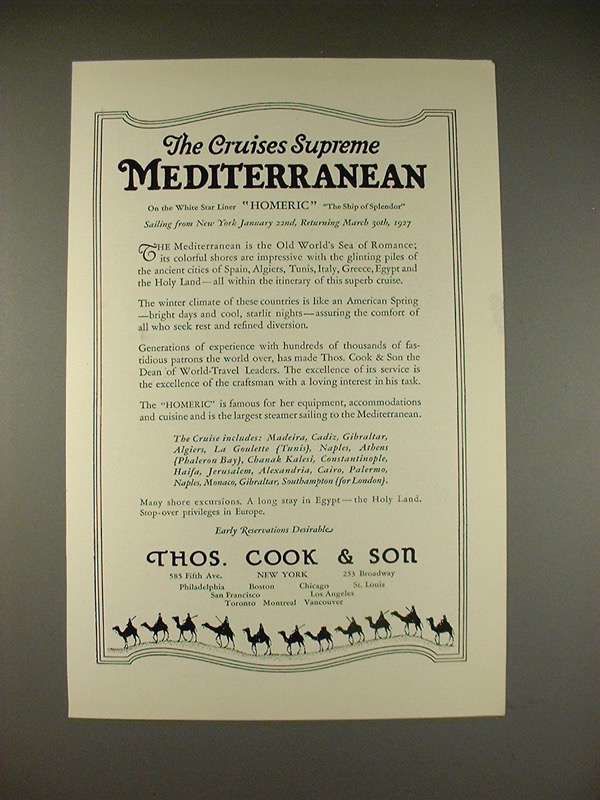 The Cruises Supreme
MEDITERRANEAN
On the White Star Liner "HOMERIC" "The Ship of Splendor"
Sailing from New York January 22nd, Returning March 30th, 1927
THE Mediterranean is the Old World's Sea of Romance;
its colorful shores are impressive with the glinting piles of
the ancient cities of Spain, Algiers, Tunis, Italy, Greece, Egypt and
the Holy Land—all within the itinerary of this superb cruise.
The winter climate of these countries is like an American Spring
—bright days and cool, starlit nights—assuring the comfort of
all who seek rest and refined diversion.
Generations of experience with hundreds of thousands of fas-
tidious patrons the world over, has made Thos. Cook & Son the
Dean of World-Travel Leaders. The excellence of its service is
the excellence of the craftsman with a loving interest in his task.
The "HOMERIC" is famous for her equipment, accommodations
and cuisine and is the largest steamer sailing to the Mediterranean.
The Cruise includes: Madeira, Cadiz, Gibraltar,
Algiers, La Goulette {Tunis}, Naples, Athens
{Phaleron Bay}, Chanak Kalesi, Constantinople,
Haifa, Jerusalem, Alexandria, Cairo, Palermo,
Naples, Monaco, Gibraltar, Southampton {for London}.
Many shore excursions. A long stay in Egypt—the Holy Land.
Stop-over privileges in Europe.
Early Reservations Desirable
THOS. COOK & SON
585 Fifth Ave. NEW YORK 253 Broadway
Philadelphia Boston Chicago St. Louis
San Francisco Los Angeles
Toronto Montreal Vancouver